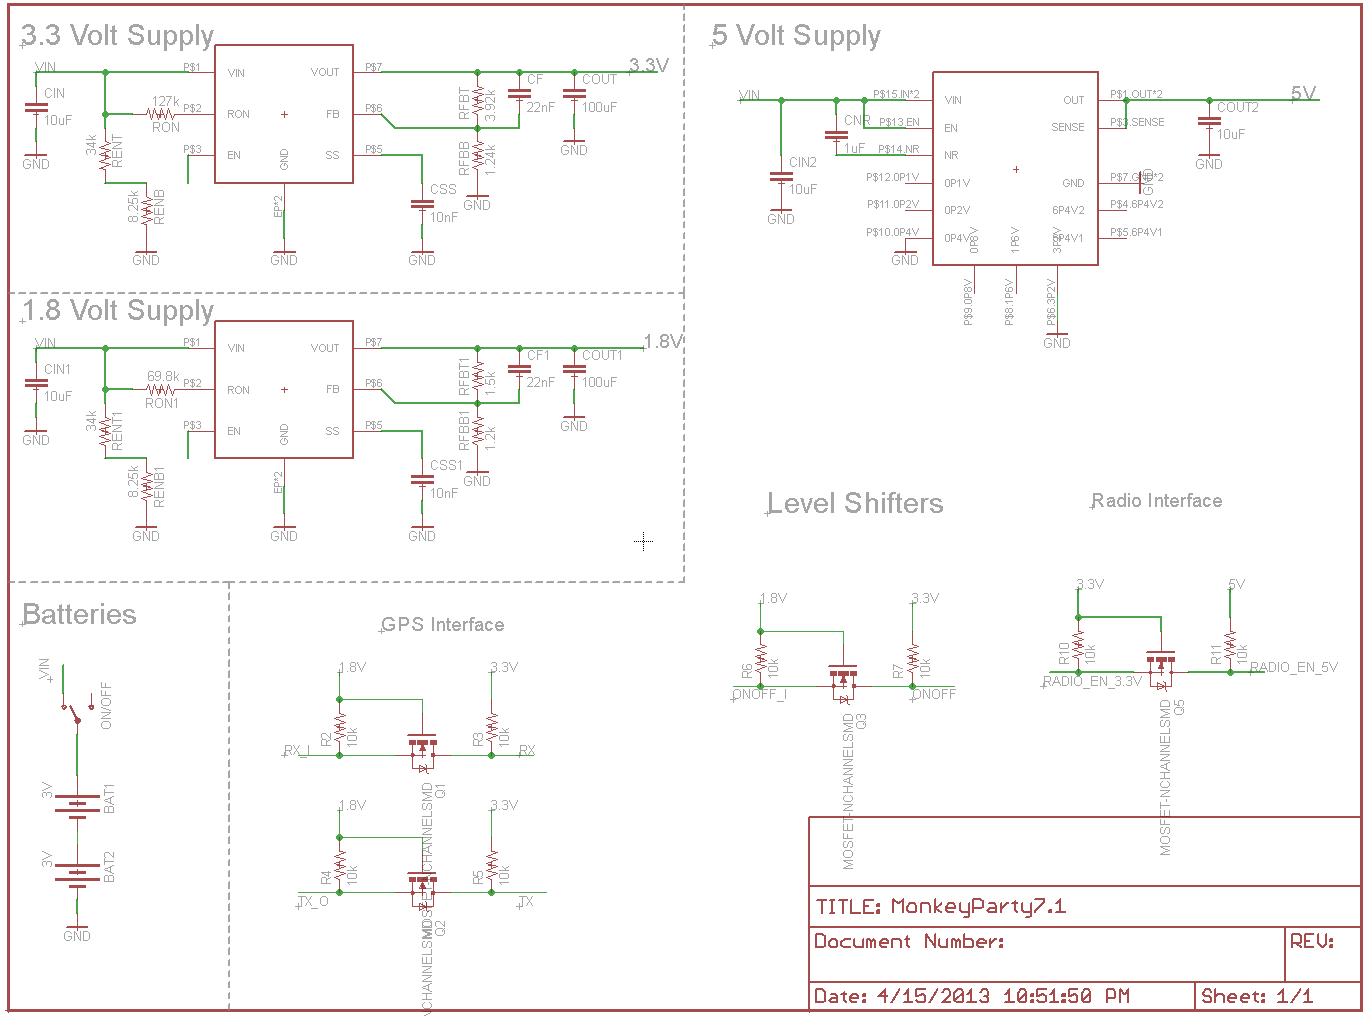 3.3 Volt Supply
VIN
CIN
10uF
GND
127k
RON
34k
RENT
8.25k
RENB
GND
P$1
P$2
P$3
VIN
RON
EN
VOUT
FB
SS
GND
EP*2
GND
P$7
P$6
P$5
CSS
10nF
GND
RFBT
3.92k
RFBB
1.24k
GND
CF
22nF
COUT
100uF
GND
3.3V
1.8 Volt Supply
VIN
CIN1
10uF
GND
69.8k
RON1
34k
RENT1
8.25k
RENB1
GND
P$1
P$2
P$3
VIN
RON
EN
VOUT
FB
SS
GND
EP*2
GND
P$7
P$6
P$5
CSS1
10nF
GND
RFBT1
1.5k
RFBB1
1.2k
GND
CF1
22nF
COUT1
100uF
GND
1.8V
5 Volt Supply
VIN
CIN2
10uF
GND
CNR
1uF
P$15.IN*2
P$13.EN
P$14.NR
P$12.0P1V
P$11.0P2V
P$10.0P4V
GND
VIN
EN
NR
0P1V
0P2V
0P4V
0P8V
1P6V
3P2V
OUT
SENSE
GND
6P4V2
6P4V1
P$9.0P8V
P$8.1P6V
P$6.3P2V
GND
P$1.OUT*2
P$3.SENSE
P$7.GND*2
GND
P$4.6P4V2
P$5.6P4V1
COUT2
10uF
GND
5V
Batteries
VIN
ON/OFF
3V
BAT1
3V
BAT2
GND
GPS Interface
1.8V
3.3V
R2
10k
R3
10k
RX_I
RX
Q1
MOSFET-NCHANNELSMD
1.8V
3.3V
R4
10k
R5
10k
TX_O
TX
Q2
Level Shifters
1.8V
3.3V
R6
10k
R7
10k
ONOFF_I
ONOFF
Q3
MOSFET-NCHANNELSMD
Radio Interface
3.3V
5V
R10
10k
R11
10k
RADIO_EN_3.3V
RADIO_EN_5V
Q5
MOSFET-NCHANNELSMD
TITLE: MonkeyParty7.1
Document Number:
REV:
Date: 4/15/2013 10:51:50 PM
Sheet: 1/1